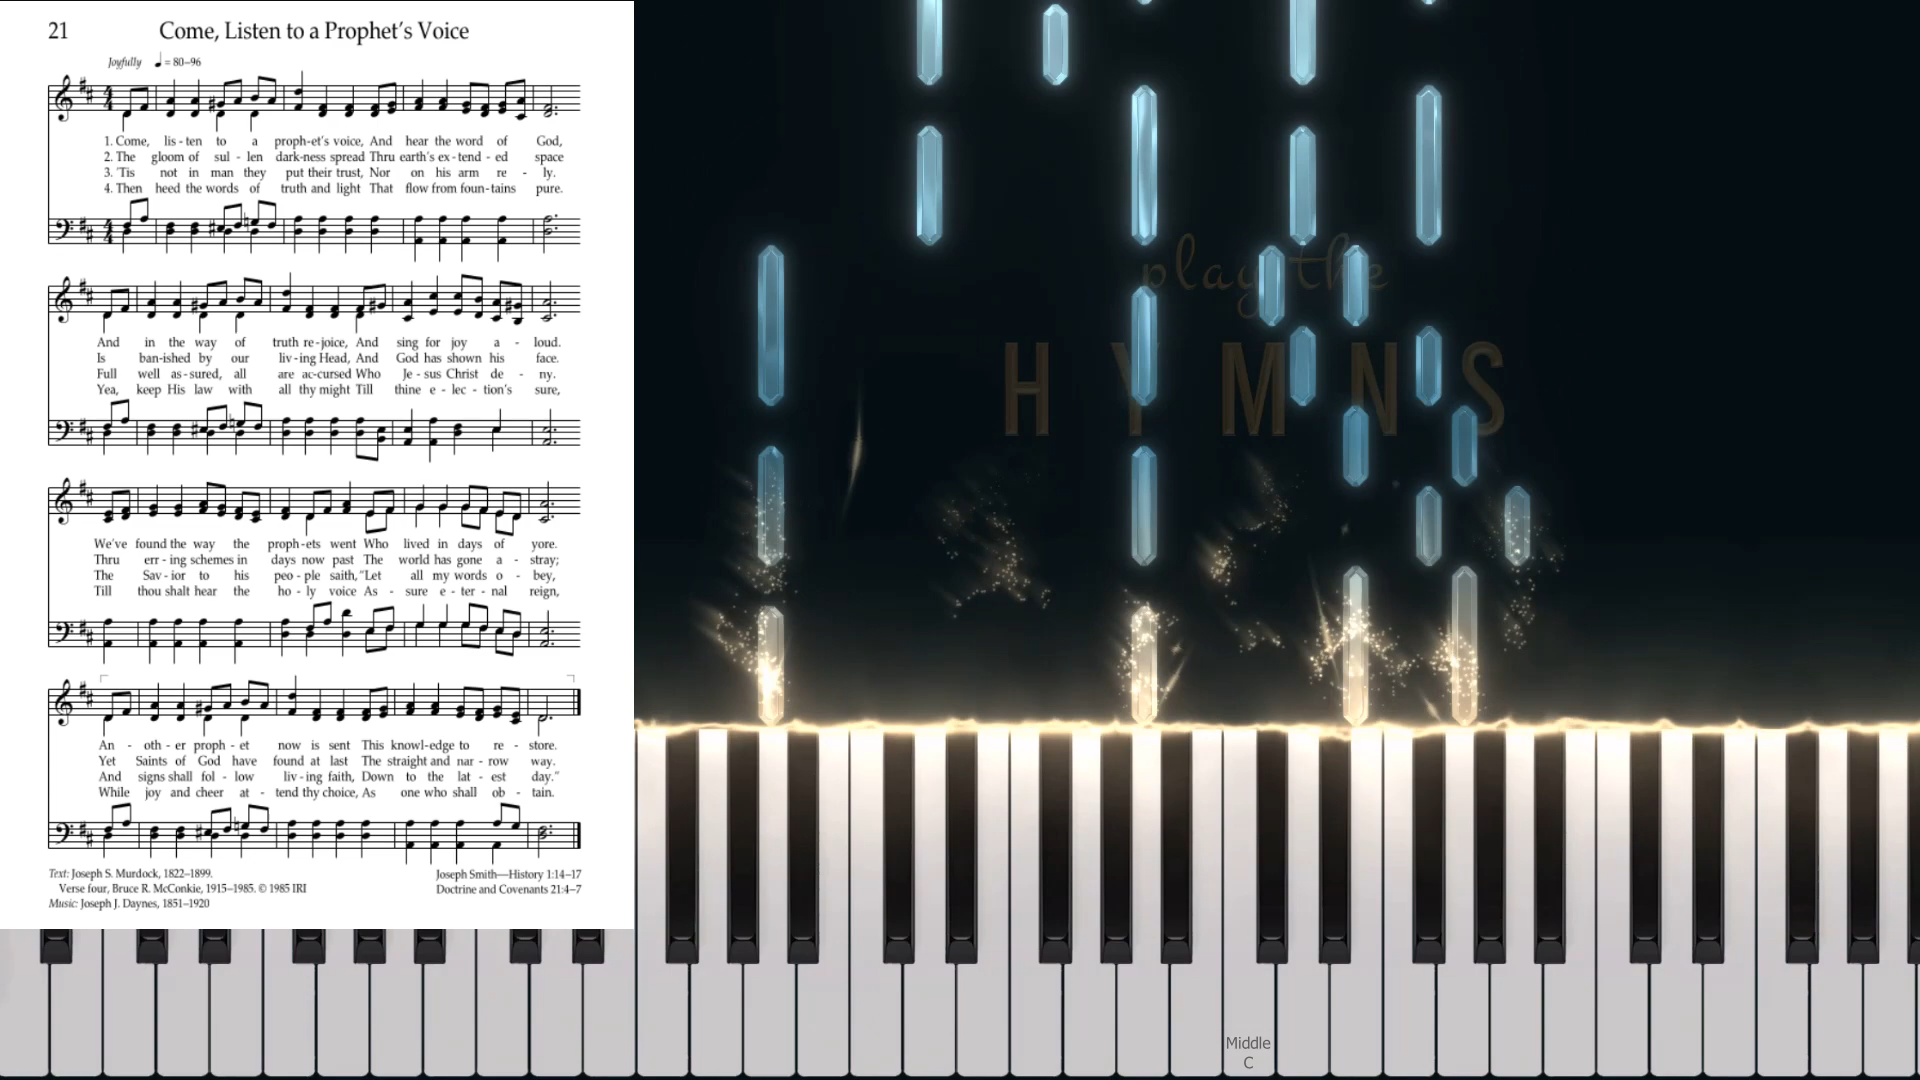 21 Come, Listen to a Prophet's Voice
Joyfully ♩ = 80–96
1. Come, lis - ten to a proph-et's voice, And hear the word of God,
2. The gloom of sul - len dark-ness spread Thru earth's ex - tend - ed space
3. 'Tis not in man they put their trust, Nor on his arm re - ly.
4. Then heed the words of truth and light That flow from foun-tains pure.
And in the way of truth re - joice, And sing for joy a - loud.
Is ban-ished by our liv - ing Head, And God has shown his face.
Full well as - sured, all are ac-cursed Who Je - sus Christ de - ny.
Yea, keep His law with all thy might Till thine e - lec - tion's sure,
We've found the way the proph-ets went Who lived in days of yore.
Thru err - ing schemes in days now past The world has gone a - stray;
The Sav - ior to his peo - ple saith, “Let all my words o - bey,
Till thou shalt hear the ho - ly voice As - sure e - ter - nal reign,
An - oth - er proph - et now is sent This knowl-edge to re - store.
Yet Saints of God have found at last The straight and nar - row way.
And signs shall fol - low liv - ing faith, Down to the lat - est day.”
While joy and cheer at - tend thy choice, As one who shall ob - tain.
Text: Joseph S. Murdock, 1822–1899.
Verse four, Bruce R. McConkie, 1915–1985. © 1985 IRI
Music: Joseph J. Daynes, 1851–1920
Joseph Smith—History 1:14–17
Doctrine and Covenants 21:4–7
play the
HYMNS
Middle
C